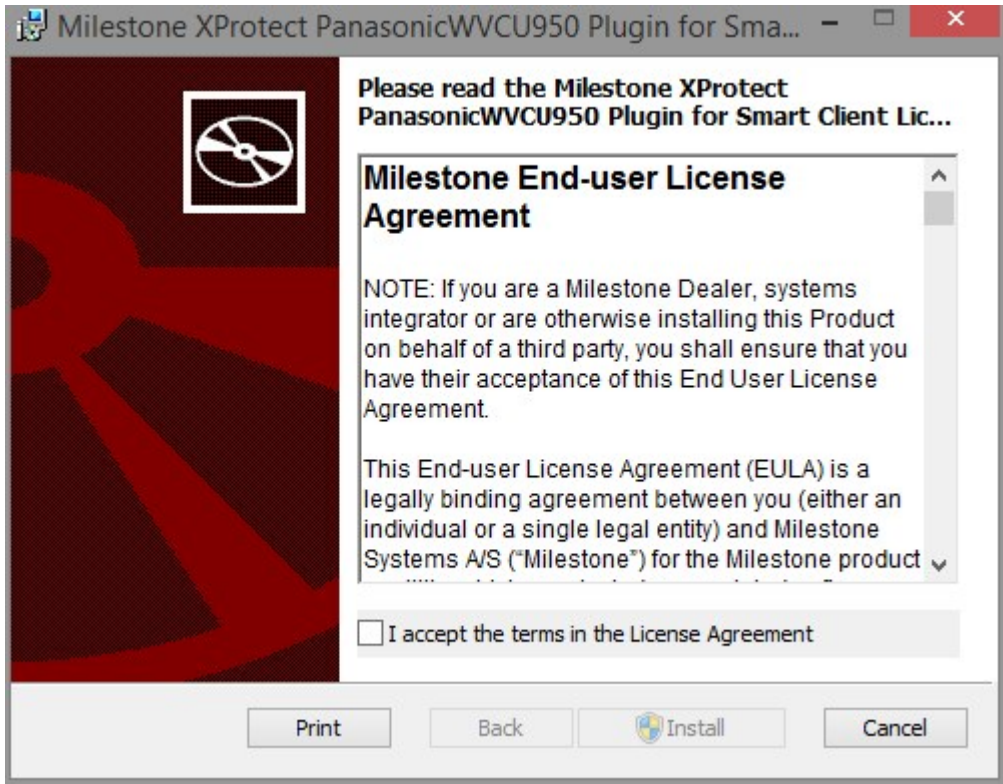 Milestone XProtect PanasonicWVCU950 Plugin for Sma...
Please read the Milestone XProtect
PanasonicWVCU950 Plugin for Smart Client Lic...
Milestone End-user License
Agreement
NOTE: If you are a Milestone Dealer, systems
integrator or are otherwise installing this Product
on behalf of a third party, you shall ensure that you
have their acceptance of this End User License
Agreement.
This End-user License Agreement (EULA) is a
legally binding agreement between you (either an
individual or a single legal entity) and Milestone
Systems A/S (“Milestone”) for the Milestone product
I accept the terms in the License Agreement
Print Back Install Cancel